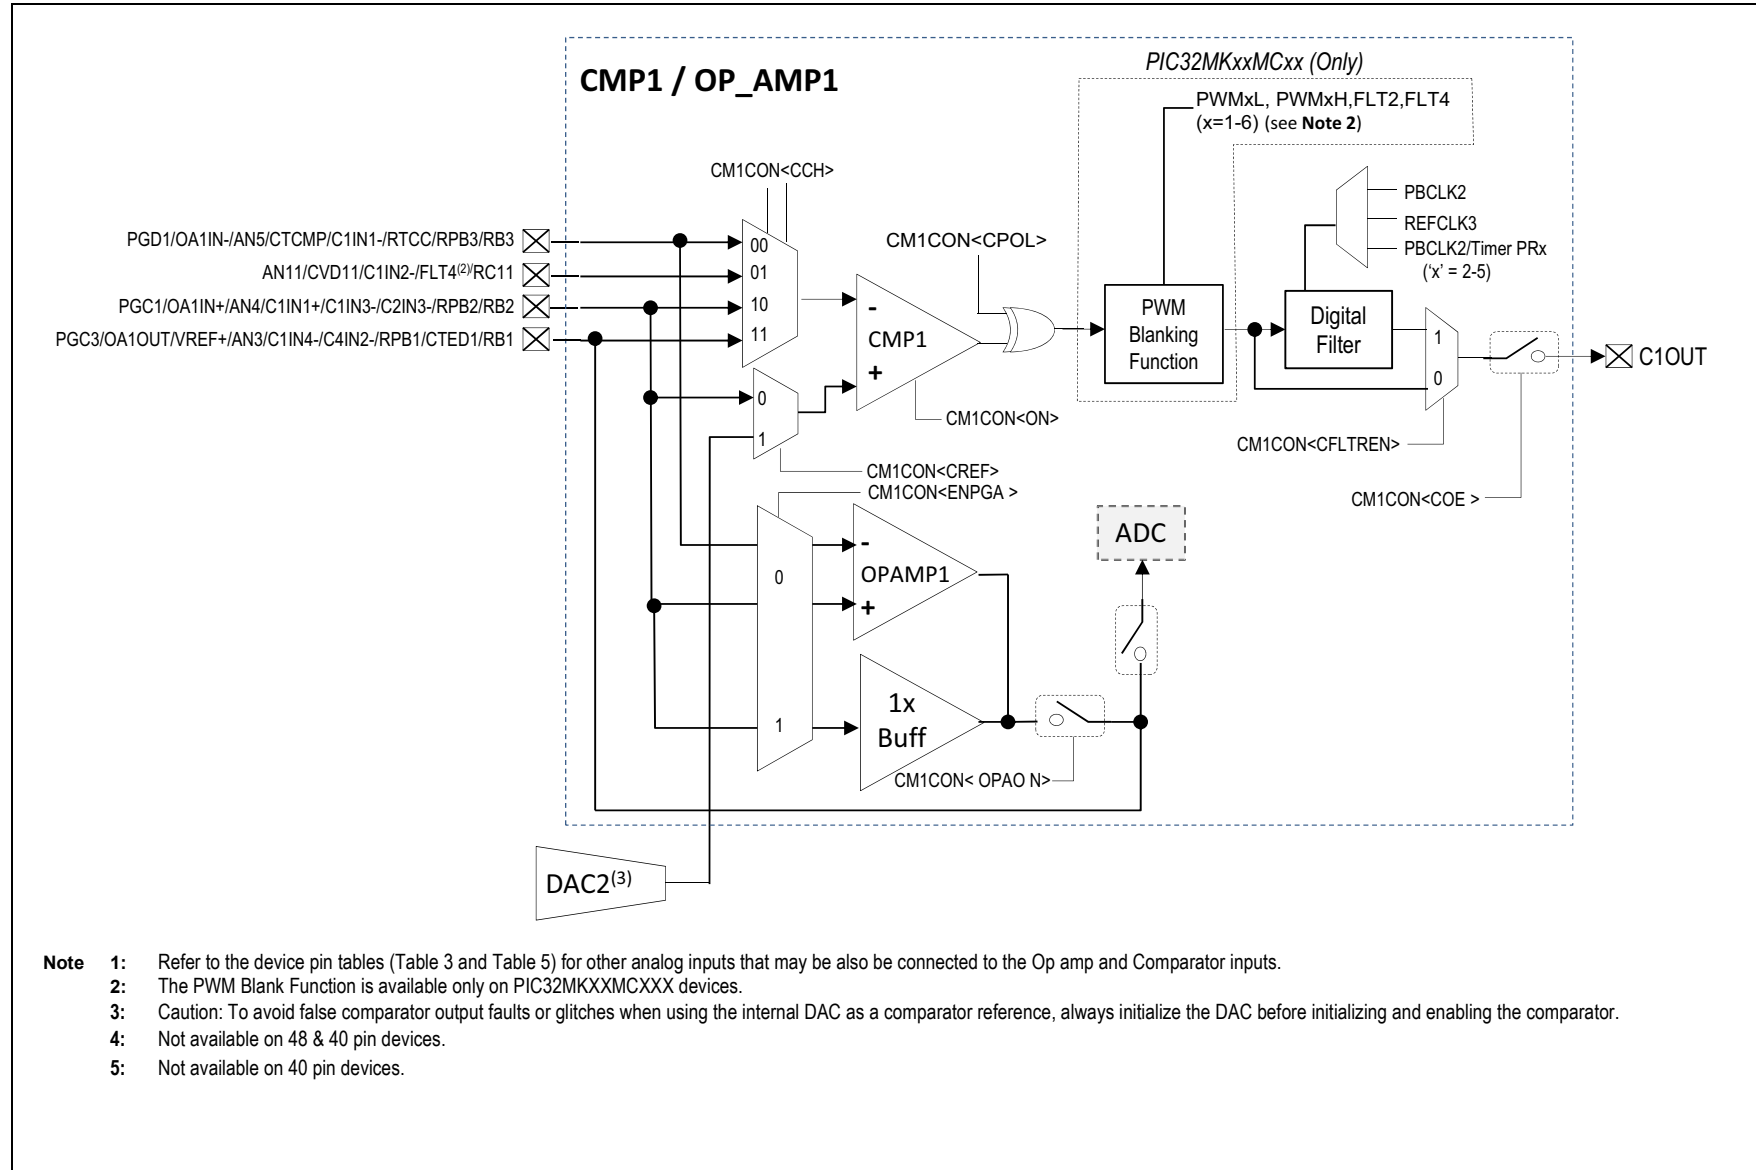 CMP1 / OP_AMP1
PIC32MKxxMCxx (Only)
PWMxL, PWMxH,FLT2,FLT4
(x=1-6) (see Note 2)
CM1CON<CCH>
PGD1/OA1IN-/AN5/CTCMP/C1IN1-/RTCC/RPB3/RB3
AN11/CVD11/C1IN2-/FLT4(2)/RC11
PGC1/OA1IN+/AN4/C1IN1+/C1IN3-/C2IN3-/RPB2/RB2
PGC3/OA1OUT/VREF+/AN3/C1IN4-/C4IN2-/RPB1/CTED1/RB1
00
01
10
11
CM1CON<CPOL>
-
CMP1
+
0
1
CM1CON<ON>
CM1CON<CREF>
CM1CON<ENPGA >
PWM
Blanking
Function
PBCLK2
REFCLK3
PBCLK2/Timer PRx
(‘x’ = 2-5)
Digital
Filter
1
0
C1OUT
CM1CON<CFLTREN>
CM1CON<COE >
ADC
0
1
-
OPAMP1
+
1x
Buff
CM1CON< OPAO N>
DAC2(3)
Note 1: Refer to the device pin tables (Table 3 and Table 5) for other analog inputs that may be also be connected to the Op amp and Comparator inputs.
2: The PWM Blank Function is available only on PIC32MKXXMCXXX devices.
3: Caution: To avoid false comparator output faults or glitches when using the internal DAC as a comparator reference, always initialize the DAC before initializing and enabling the comparator.
4: Not available on 48 & 40 pin devices.
5: Not available on 40 pin devices.